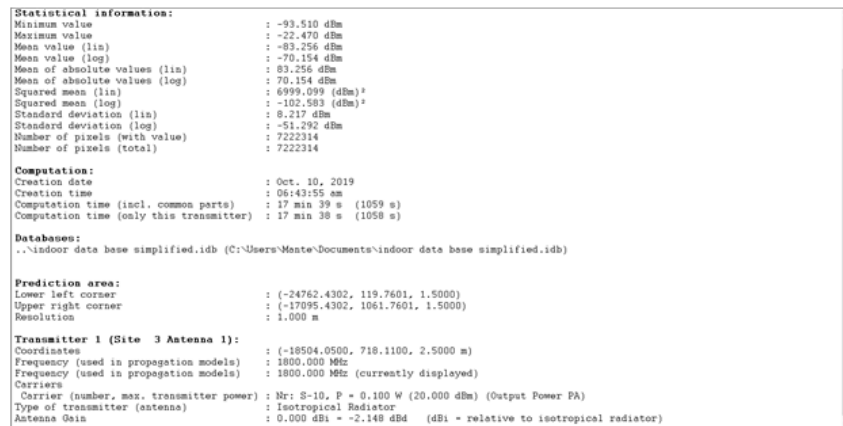 Statistical information:
Minimum value : -93.510 dBm
Maximum value : -22.470 dBm
Mean value (lin) : -83.256 dBm
Mean value (log) : -70.154 dBm
Mean of absolute values (lin) : 83.256 dBm
Mean of absolute values (log) : 70.154 dBm
Squared mean (lin) : 6999.099 (dBm)²
Squared mean (log) : -102.583 (dBm)²
Standard deviation (lin) : 8.217 dBm
Standard deviation (log) : -51.292 dBm
Number of pixels (with value) : 7222314
Number of pixels (total) : 7222314
Computation:
Creation date : Oct. 10, 2019
Creation time : 06:43:55 am
Computation time (incl. common parts) : 17 min 39 s (1059 s)
Computation time (only this transmitter) : 17 min 38 s (1058 s)
Databases:
..\indoor data base simplified.idb (C:\Users\Mante\Documents\indoor data base simplified.idb)
Prediction area:
Lower left corner : (-24762.4302, 119.7601, 1.5000)
Upper right corner : (-17095.4302, 1061.7601, 1.5000)
Resolution : 1.000 m
Transmitter 1 (Site 3 Antenna 1):
Coordinates : (-18504.0500, 718.1100, 2.5000 m)
Frequency (used in propagation models) : 1800.000 MHz
Frequency (used in propagation models) : 1800.000 MHz (currently displayed)
Carriers
Carrier (number, max. transmitter power) : Nr: S-10, P = 0.100 W (20.000 dBm) (Output Power PA)
Type of transmitter (antenna) : Isotropical Radiator
Antenna Gain : 0.000 dBi = -2.148 dBd (dBi = relative to isotropical radiator)